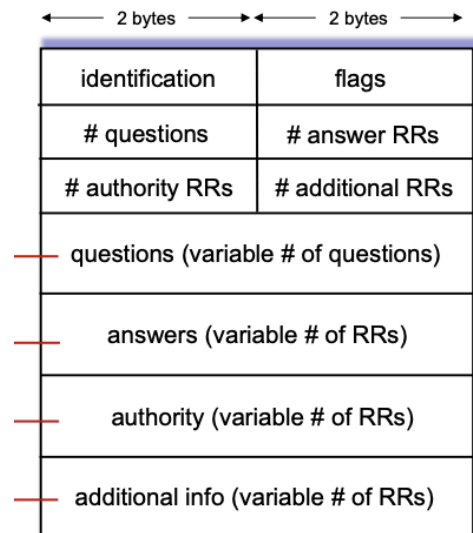 2 bytes 2 bytes
identification flags
# questions # answer RRs
# authority RRs # additional RRs
questions (variable # of questions)
answers (variable # of RRs)
authority (variable # of RRs)
additional info (variable # of RRs)